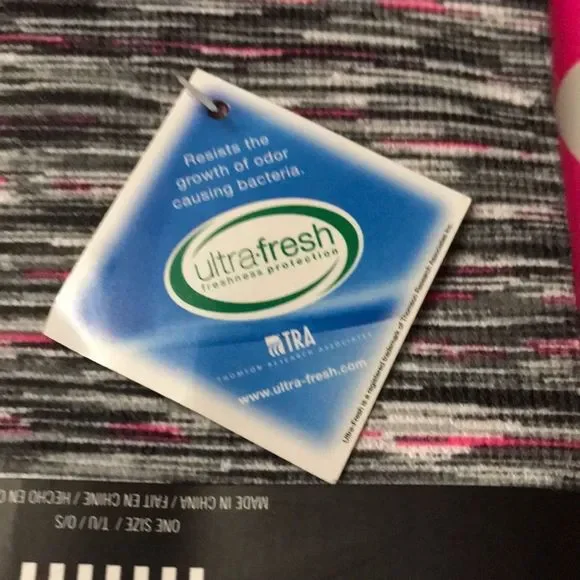 Resists the
growth of odor
causing bacteria.
ultra-fresh
freshness protection
TRA
THOMSON RESEARCH ASSOCIATES
www.ultra-fresh.com
Ultra-Fresh is a registered trademark of Thomson Research Associates Inc.
ONE SIZE / T/U / O/S
MADE IN CHINA / FAIT EN CHINE / HECHO EN